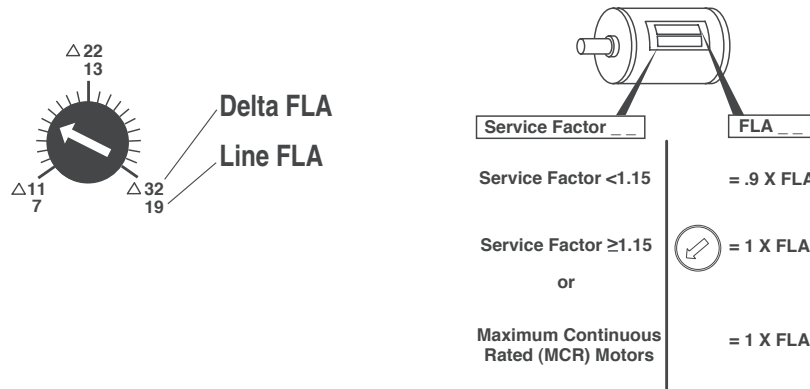 △22
13
Delta FLA
Line FLA
△11
7
△32
19
Service Factor _ _
FLA _ _
Service Factor <1.15
= .9 X FLA
Service Factor ≥1.15
= 1 X FLA
or
Maximum Continuous
Rated (MCR) Motors
= 1 X FLA